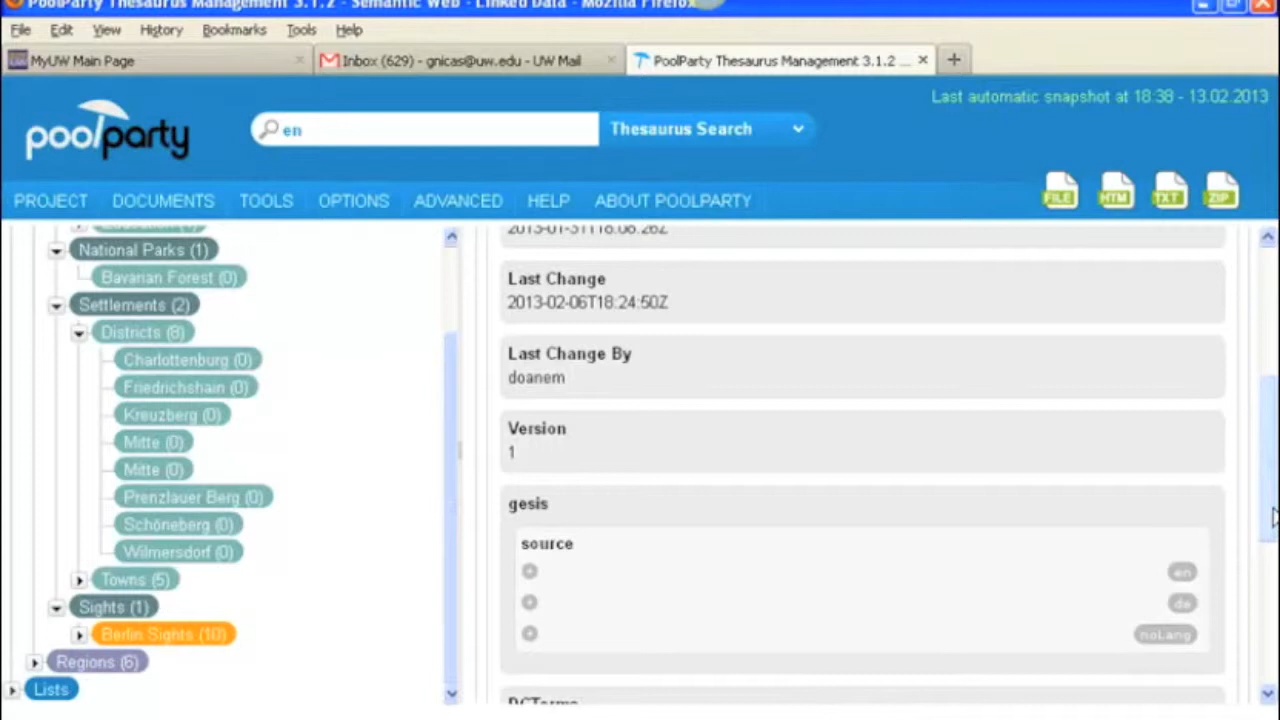 PoolParty Thesaurus Management 3.1.2 - Semantic Web - Linked Data - Mozilla Firefox
File Edit View History Bookmarks Tools Help
MyUW Main Page
Inbox (629) - gnicas@uw.edu - UW Mail
PoolParty Thesaurus Management 3.1.2 ...
Last automatic snapshot at 18:38 - 13.02.2013
poolparty
en
Thesaurus Search
PROJECT DOCUMENTS TOOLS OPTIONS ADVANCED HELP ABOUT POOLPARTY
FILE HTM TXT ZIP
National Parks (1)
Bavarian Forest (0)
Settlements (2)
Districts (8)
Charlottenburg (0)
Friedrichshain (0)
Kreuzberg (0)
Mitte (0)
Mitte (0)
Prenzlauer Berg (0)
Schöneberg (0)
Wilmersdorf (0)
Towns (5)
Sights (1)
Berlin Sights (10)
Regions (6)
Lists
2013-01-31T18:08:26Z
Last Change
2013-02-06T18:24:50Z
Last Change By
doanem
Version
1
gesis
source
en
de
noLang
DCTerms